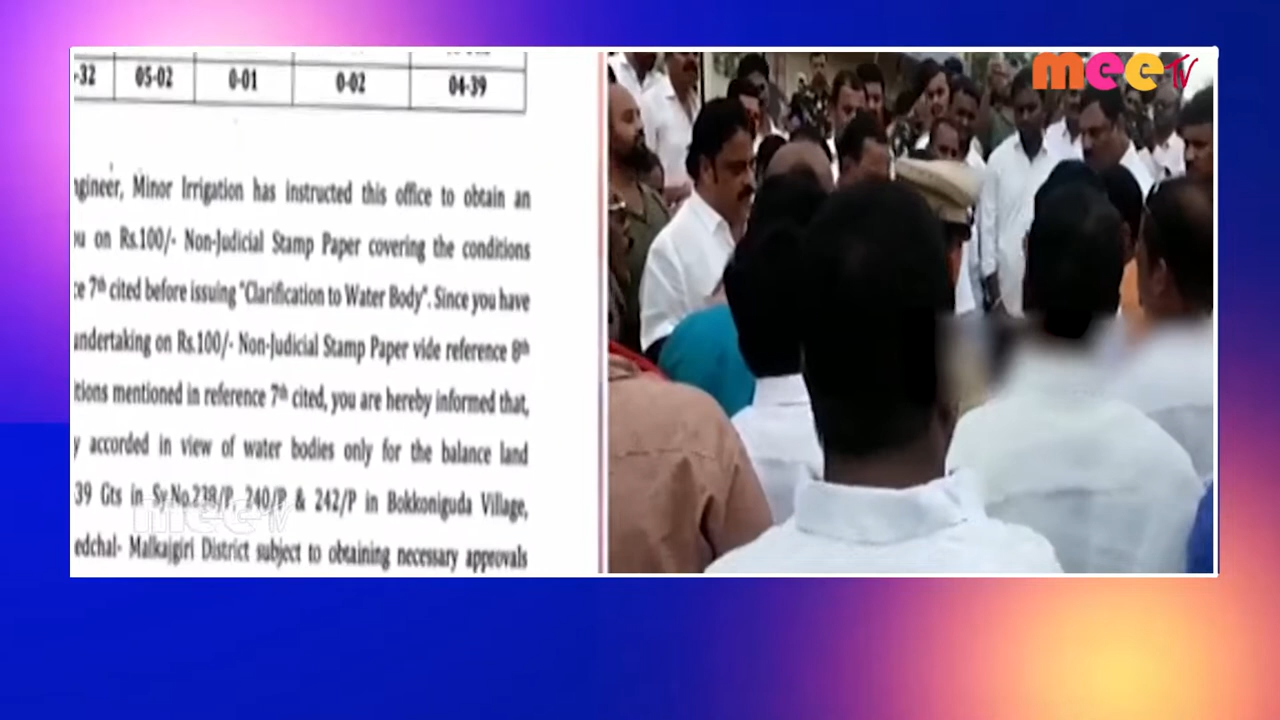 -32 05-02 0-01 0-02 04-39
ngineer, Minor Irrigation has instructed this office to obtain an
on Rs.100/- Non-Judicial Stamp Paper covering the conditions
7th cited before issuing "Clarification to Water Body". Since you have
undertaking on Rs.100/- Non-Judicial Stamp Paper vide reference 8th
tions mentioned in reference 7th cited, you are hereby informed that,
y accorded in view of water bodies only for the balance land
39 Gts in Sy.No.238/P, 240/P & 242/P in Bokkoniguda Village,
edchal- Malkajgiri District subject to obtaining necessary approvals
meeTV
meeTV